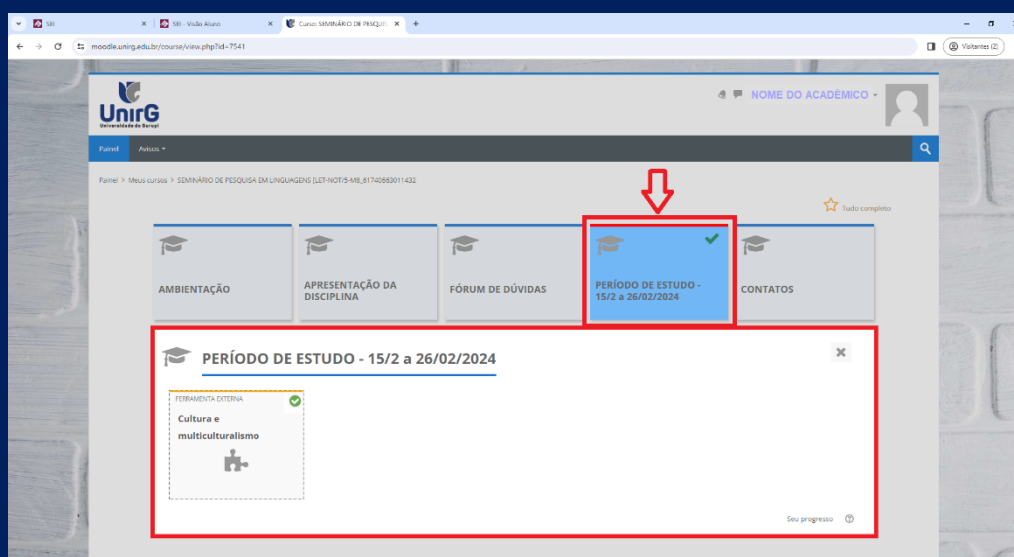 SEI
SEI - Visão Aluno
Curso: SEMINÁRIO DE PESQUIS
moodle.unirg.edu.br/course/view.php?id=7541
Visitantes (2)
UnirG
Universidade de Gurupi
NOME DO ACADÊMICO
Painel Avisos
Painel > Meus cursos > SEMINÁRIO DE PESQUISA EM LINGUAGENS [LET-NOT/5-MB_61740663011432
Tudo completo
AMBIENTAÇÃO
APRESENTAÇÃO DA
DISCIPLINA
FÓRUM DE DÚVIDAS
PERÍODO DE ESTUDO -
15/2 a 26/02/2024
CONTATOS
PERÍODO DE ESTUDO - 15/2 a 26/02/2024
FERRAMENTA EXTERNA
Cultura e
multiculturalismo
Seu progresso